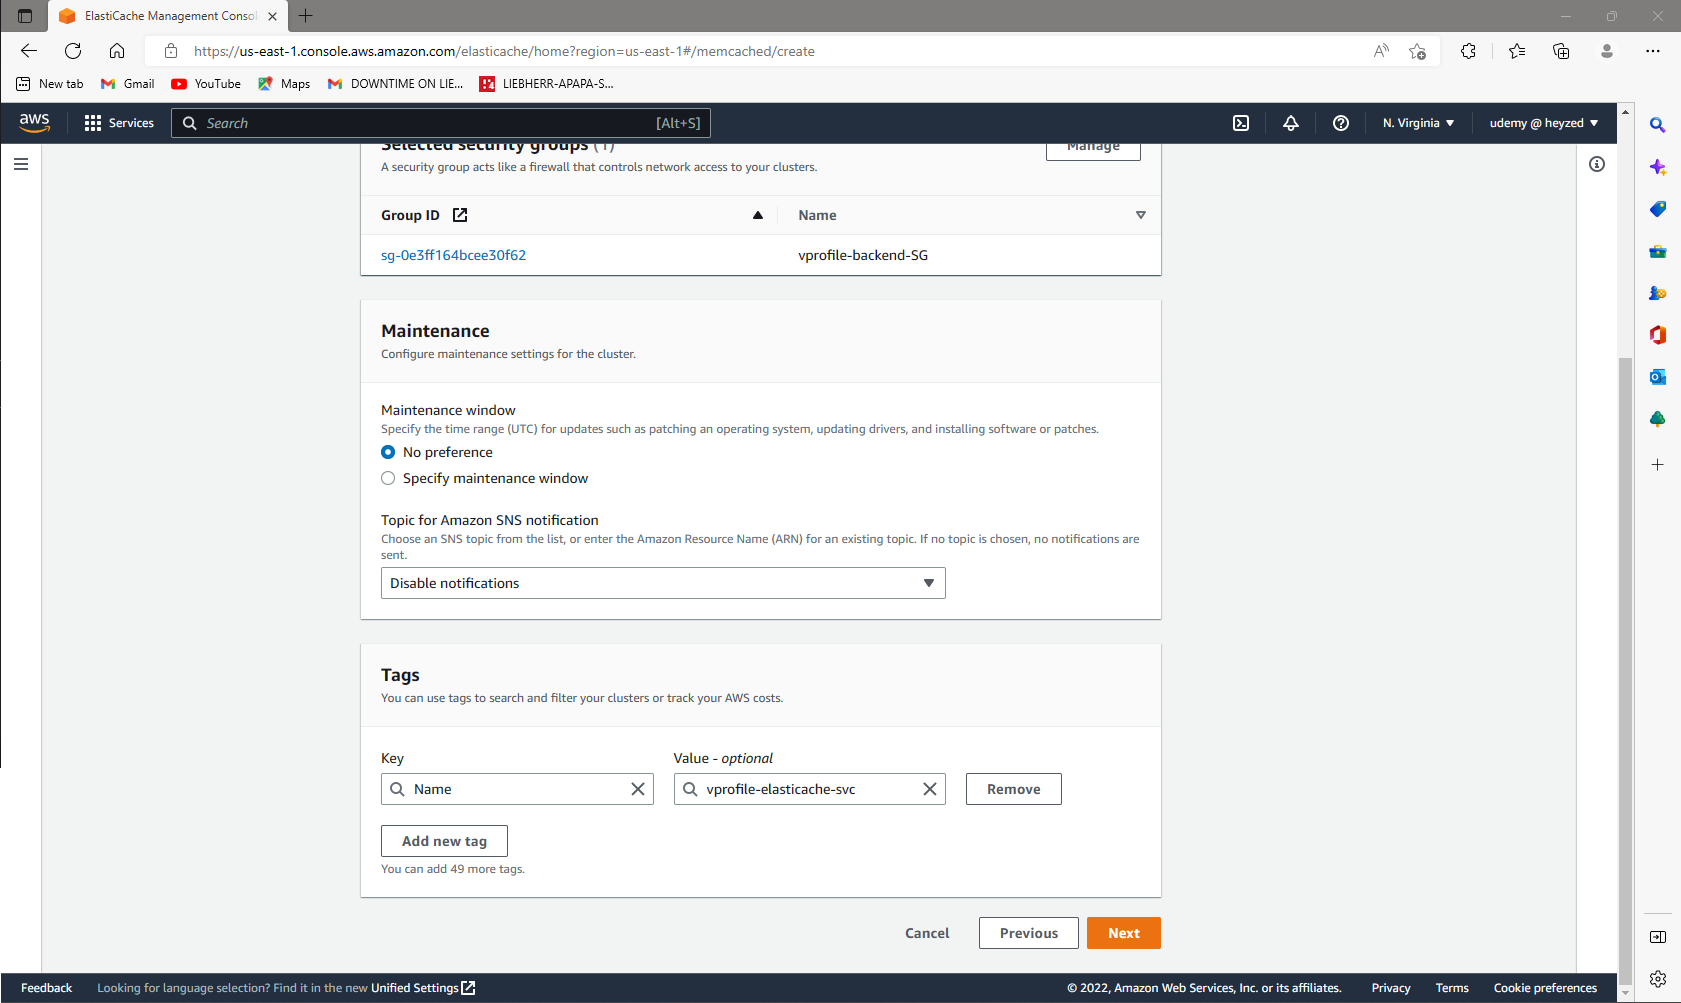 ElastiCache Management Consol
https://us-east-1.console.aws.amazon.com/elasticache/home?region=us-east-1#/memcached/create
New tab
Gmail
YouTube
Maps
DOWNTIME ON LIE...
LIEBHERR-APAPA-S...
aws
Services
Search
[Alt+S]
N. Virginia
udemy @ heyzed
Selected security groups (1)
Manage
A security group acts like a firewall that controls network access to your clusters.
Group ID
Name
sg-0e3ff164bcee30f62
vprofile-backend-SG
Maintenance
Configure maintenance settings for the cluster.
Maintenance window
Specify the time range (UTC) for updates such as patching an operating system, updating drivers, and installing software or patches.
No preference
Specify maintenance window
Topic for Amazon SNS notification
Choose an SNS topic from the list, or enter the Amazon Resource Name (ARN) for an existing topic. If no topic is chosen, no notifications are
sent.
Disable notifications
Tags
You can use tags to search and filter your clusters or track your AWS costs.
Key
Value - optional
Name
vprofile-elasticache-svc
Remove
Add new tag
You can add 49 more tags.
Cancel
Previous
Next
Feedback
Looking for language selection? Find it in the new Unified Settings
© 2022, Amazon Web Services, Inc. or its affiliates.
Privacy
Terms
Cookie preferences